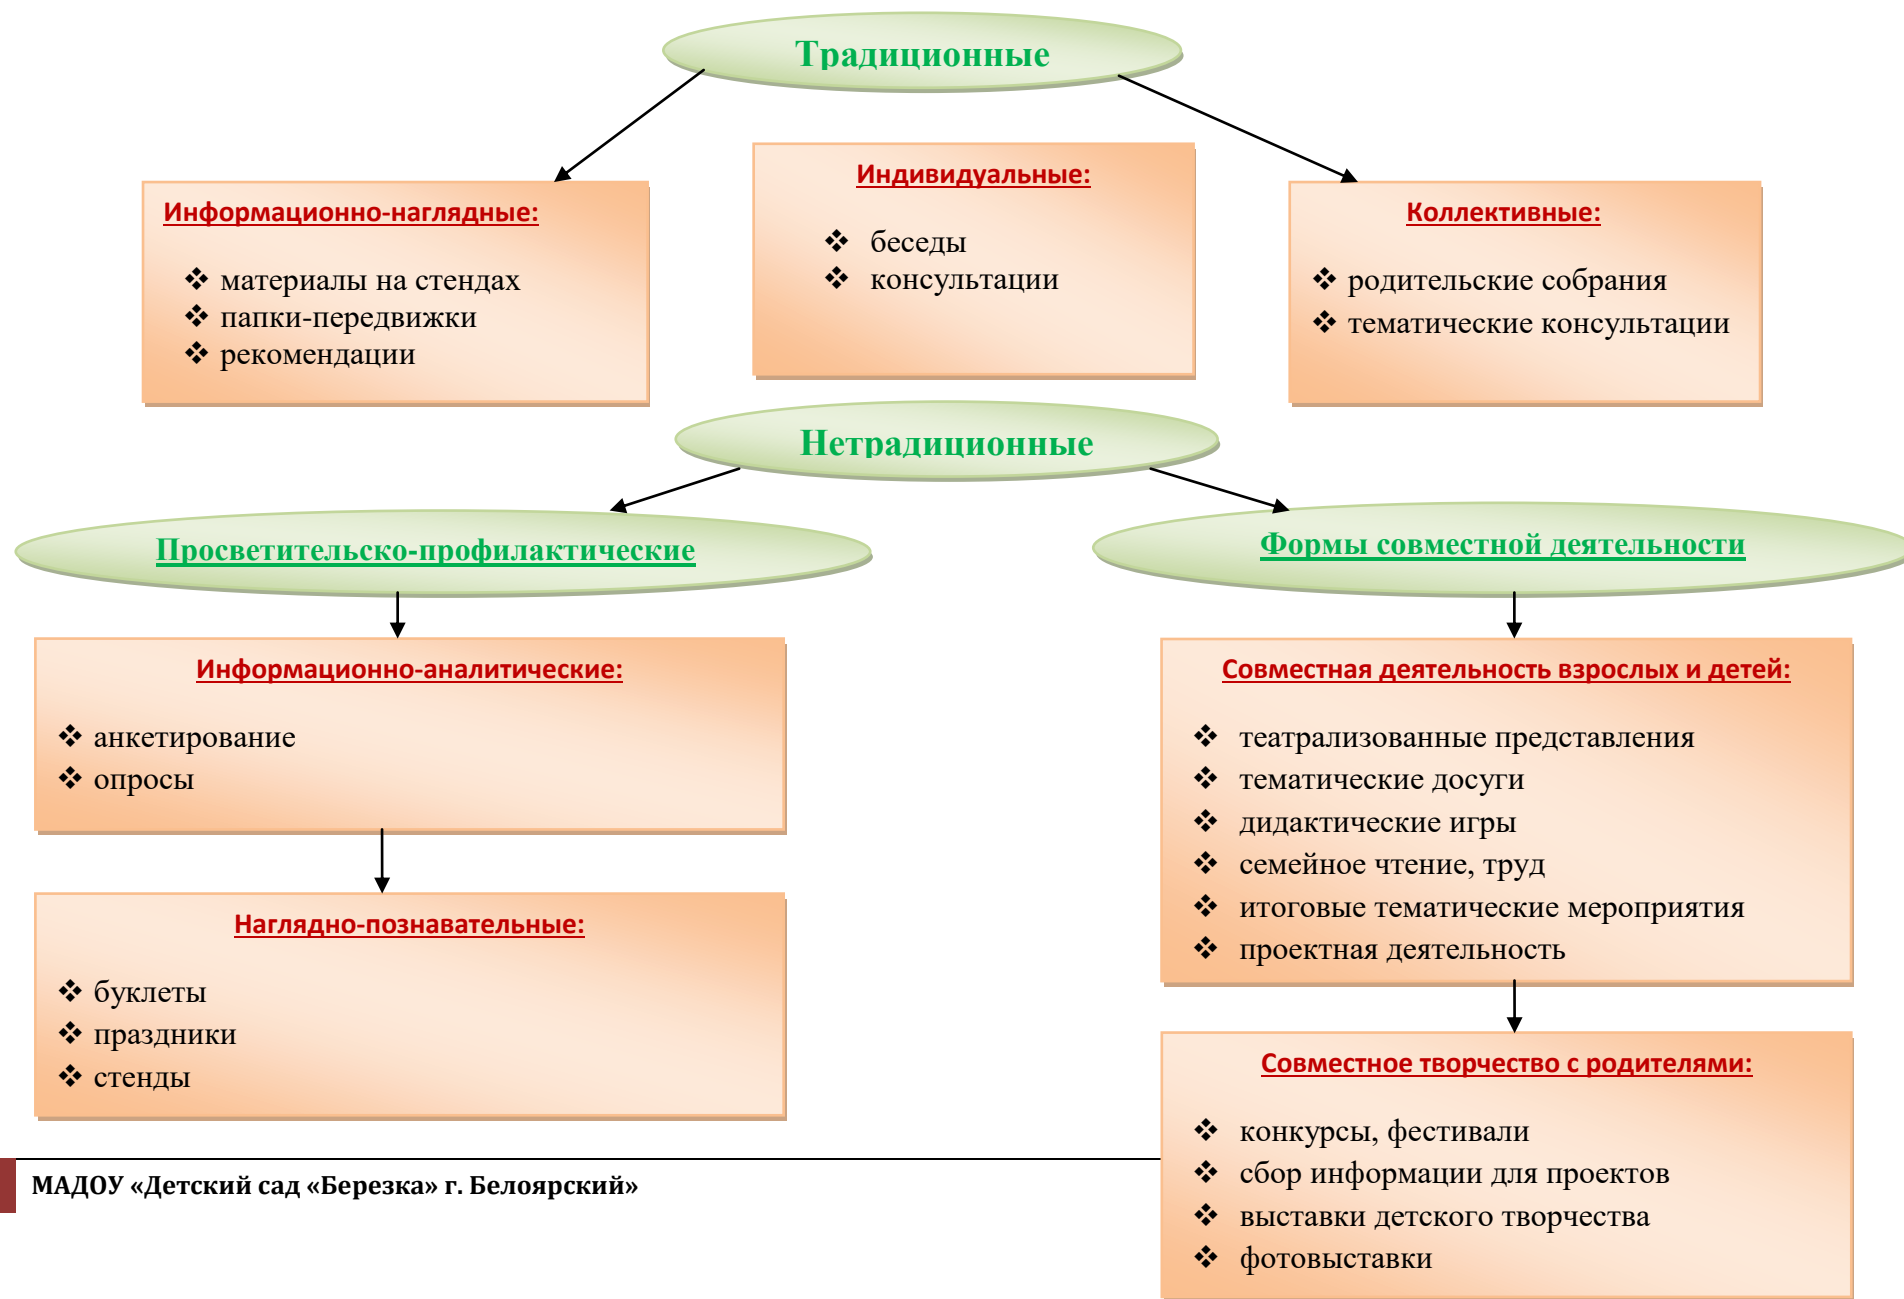 Традиционные
Информационно-наглядные:
❖ материалы на стендах
❖ папки-передвижки
❖ рекомендации
Индивидуальные:
❖ беседы
❖ консультации
Коллективные:
❖ родительские собрания
❖ тематические консультации
Нетрадиционные
Просветительско-профилактические
Информационно-аналитические:
❖ анкетирование
❖ опросы
Наглядно-познавательные:
❖ буклеты
❖ праздники
❖ стенды
Формы совместной деятельности
Совместная деятельность взрослых и детей:
❖ театрализованные представления
❖ тематические досуги
❖ дидактические игры
❖ семейное чтение, труд
❖ итоговые тематические мероприятия
❖ проектная деятельность
Совместное творчество с родителями:
❖ конкурсы, фестивали
❖ сбор информации для проектов
❖ выставки детского творчества
❖ фотовыставки
МАДОУ «Детский сад «Березка» г. Белоярский»